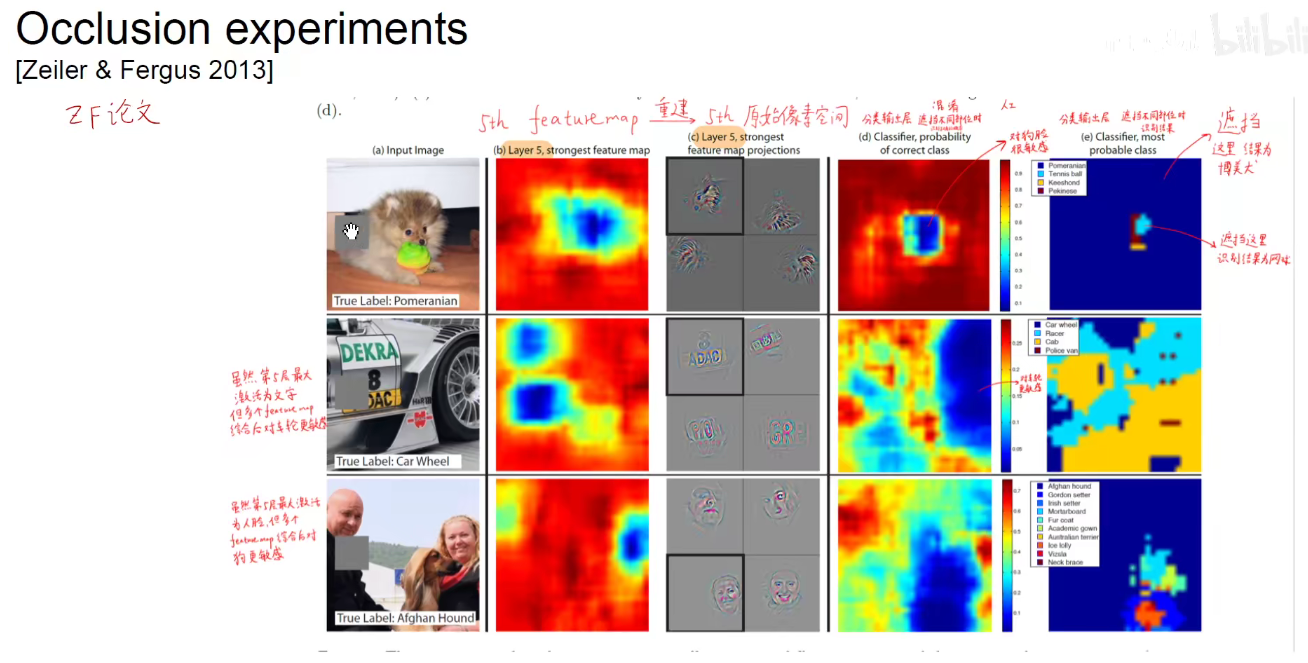 Occlusion experiments
[Zeiler & Fergus 2013]
bilibili
ZF论文
(d).
5th feature map 重建 5th 原始像素空间
分类输出层
遮挡不同部位时
分类输出层 遮挡不同部位时
识别结果
(a) Input Image
(b) Layer 5, strongest feature map
(c) Layer 5, strongest
feature map projections
(d) Classifier, probability
of correct class
(e) Classifier, most
probable class
对狗脸
很敏感
遮挡
这里 结果为
博美犬
遮挡这里
识别结果为网球
True Label: Pomeranian
0.9
0.8
0.7
0.6
0.5
0.4
0.3
0.2
0.1
Pomeranian
Tennis ball
Keeshond
Pekinese
虽然第5层最大
激活为文字
但多个feature map
综合后对车轮更敏感
DEKRA
8
ADAC
True Label: Car Wheel
对车轮
敏感
0.25
0.2
0.15
0.1
0.05
Car wheel
Racer
Cab
Police van
虽然第5层最大激活
为人脸,但多个
feature map综合后对
狗更敏感
True Label: Afghan Hound
0.7
0.6
0.5
0.4
0.3
0.2
0.1
Afghan hound
Gordon setter
Irish setter
Mortarboard
Fur coat
Academic gown
Australian terrier
Ice lolly
Vizsla
Neck brace